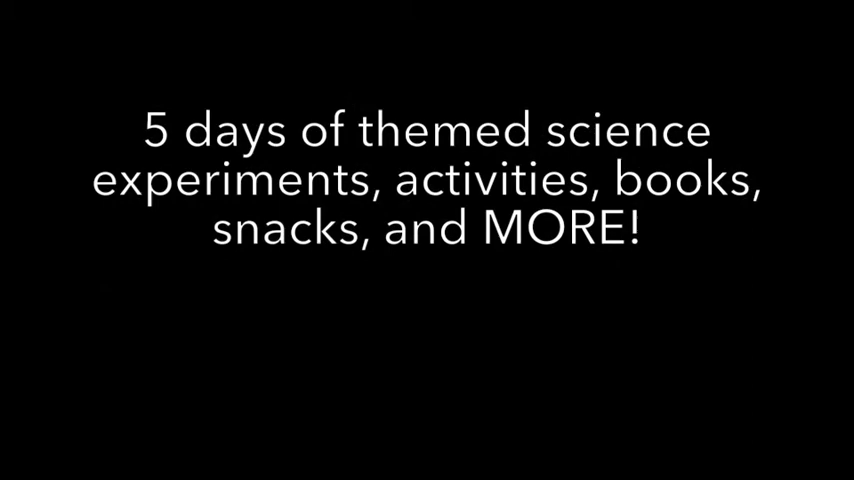 5 days of themed science
experiments, activities, books,
snacks, and MORE!